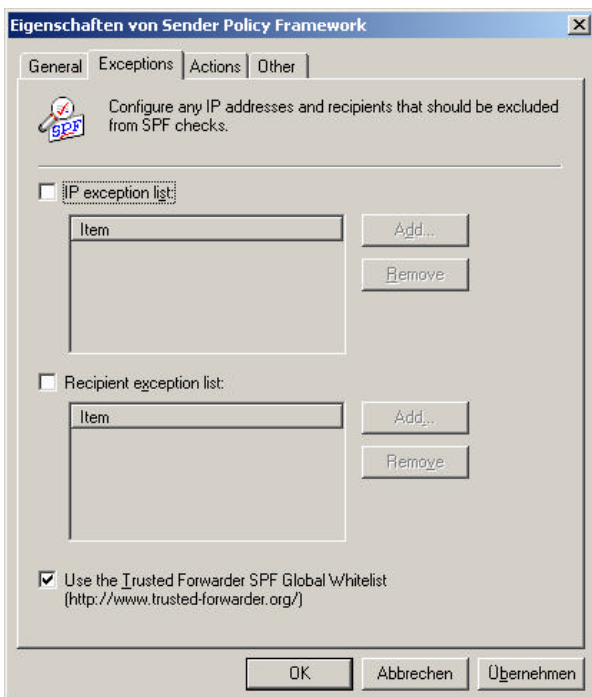 Eigenschaften von Sender Policy Framework
General Exceptions Actions Other
Configure any IP addresses and recipients that should be excluded
from SPF checks.
SPF
IP exception list:
Item
Add...
Remove
Recipient exception list:
Item
Add...
Remove
Use the Trusted Forwarder SPF Global Whitelist
(http://www.trusted-forwarder.org/)
OK Abbrechen Übernehmen